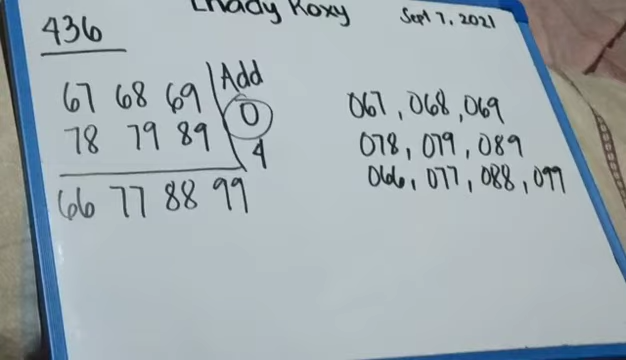 Lhady Roxy
Sept 7, 2021
436
67 68 69
78 79 89
66 77 88 99
Add
0
4
067, 068, 069
078, 079, 089
066, 077, 088, 099